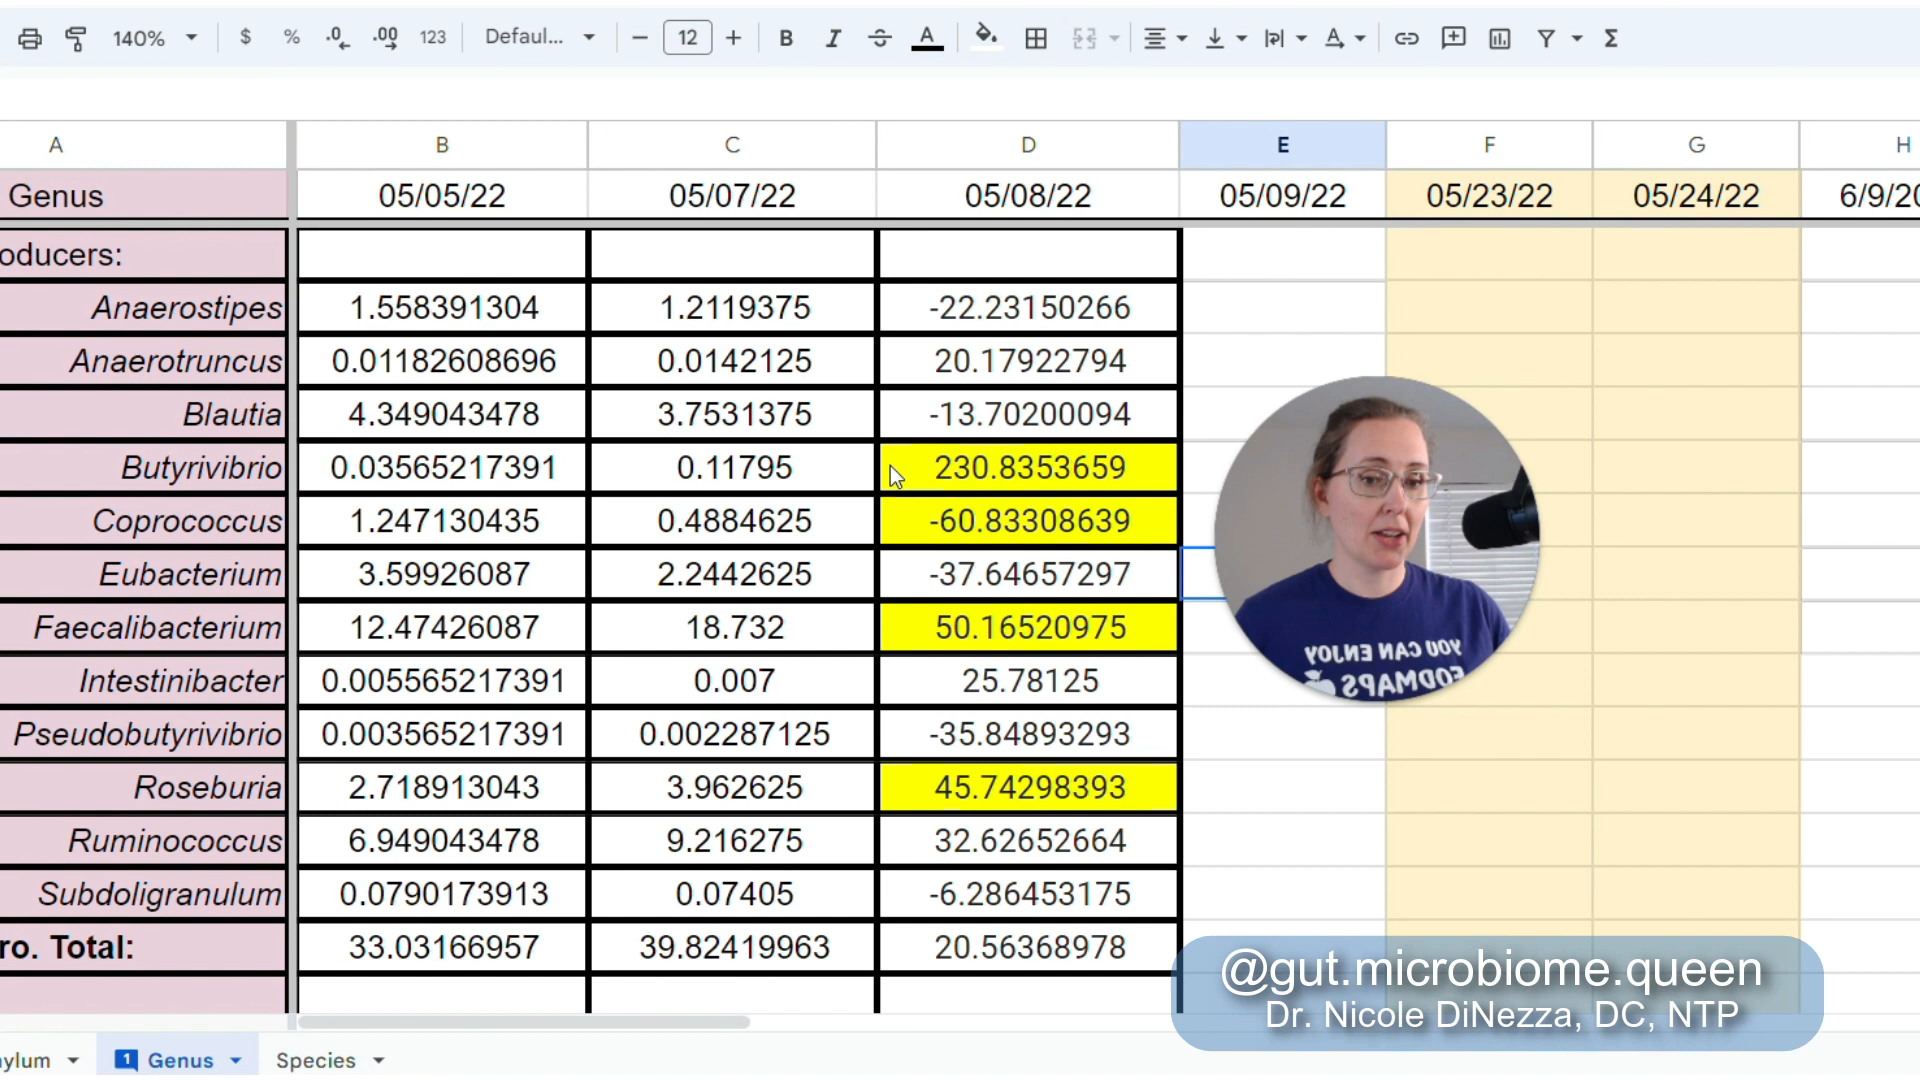 140% $ % .0 .00 123 Defaul... 12 B I S A
A B C D E F G H
Genus 05/05/22 05/07/22 05/08/22 05/09/22 05/23/22 05/24/22 6/9/20
oducers:
Anaerostipes 1.558391304 1.2119375 -22.23150266
Anaerotruncus 0.01182608696 0.0142125 20.17922794
Blautia 4.349043478 3.7531375 -13.70200094
Butyrivibrio 0.03565217391 0.11795 230.8353659
Coprococcus 1.247130435 0.4884625 -60.83308639
Eubacterium 3.59926087 2.2442625 -37.64657297
Faecalibacterium 12.47426087 18.732 50.16520975
Intestinibacter 0.005565217391 0.007 25.78125
Pseudobutyrivibrio 0.003565217391 0.002287125 -35.84893293
Roseburia 2.718913043 3.962625 45.74298393
Ruminococcus 6.949043478 9.216275 32.62652664
Subdoligranulum 0.0790173913 0.07405 -6.286453175
ro. Total: 33.03166957 39.82419963 20.56368978
YOU CAN ENJOY
FODMAPS
@gut.microbiome.queen
Dr. Nicole DiNezza, DC, NTP
ylum 1 Genus Species